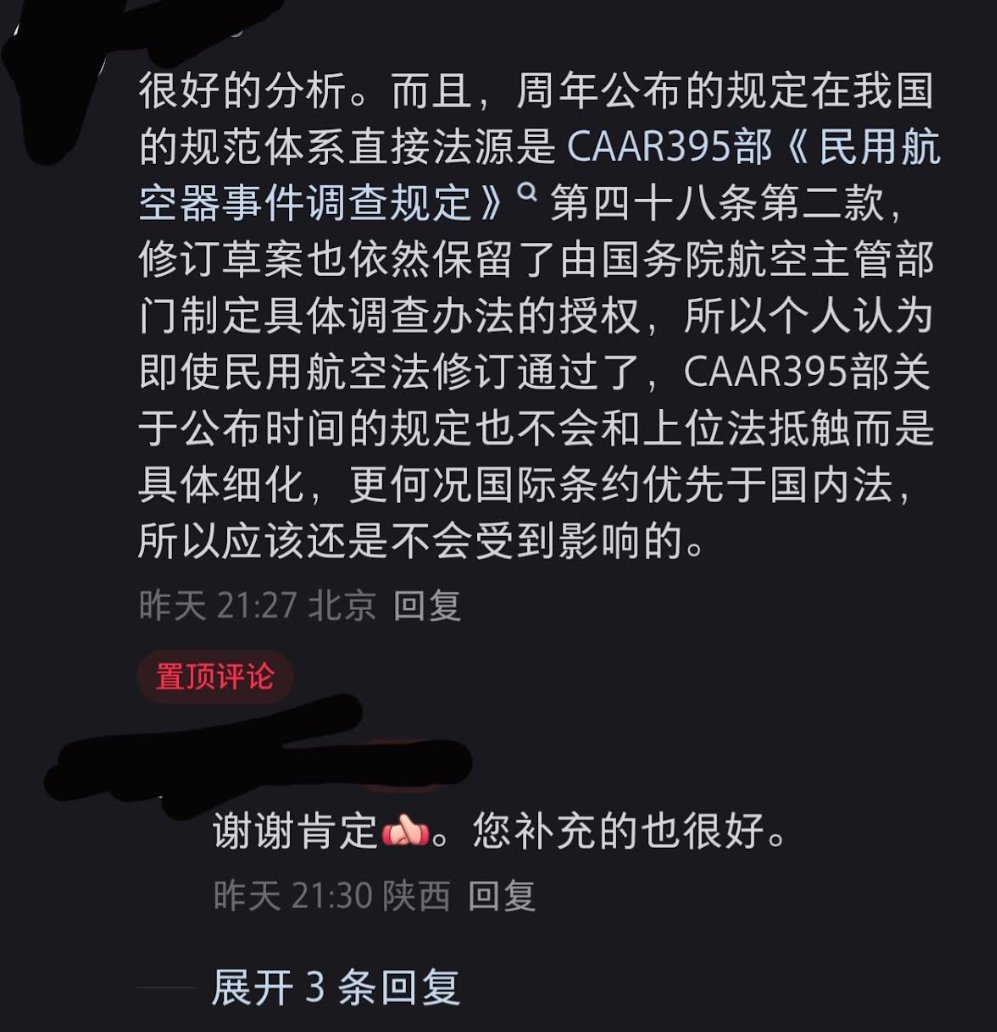 很好的分析。而且，周年公布的规定在我国
的规范体系直接法源是 CAAR395部《民用航
空器事件调查规定》 第四十八条第二款，
修订草案也依然保留了由国务院航空主管部
门制定具体调查办法的授权，所以个人认为
即使民用航空法修订通过了，CAAR395部关
于公布时间的规定也不会和上位法抵触而是
具体细化，更何况国际条约优先于国内法，
所以应该还是不会受到影响的。
昨天 21:27 北京 回复
置顶评论
谢谢肯定👍。您补充的也很好。
昨天 21:30 陕西 回复
展开 3 条回复